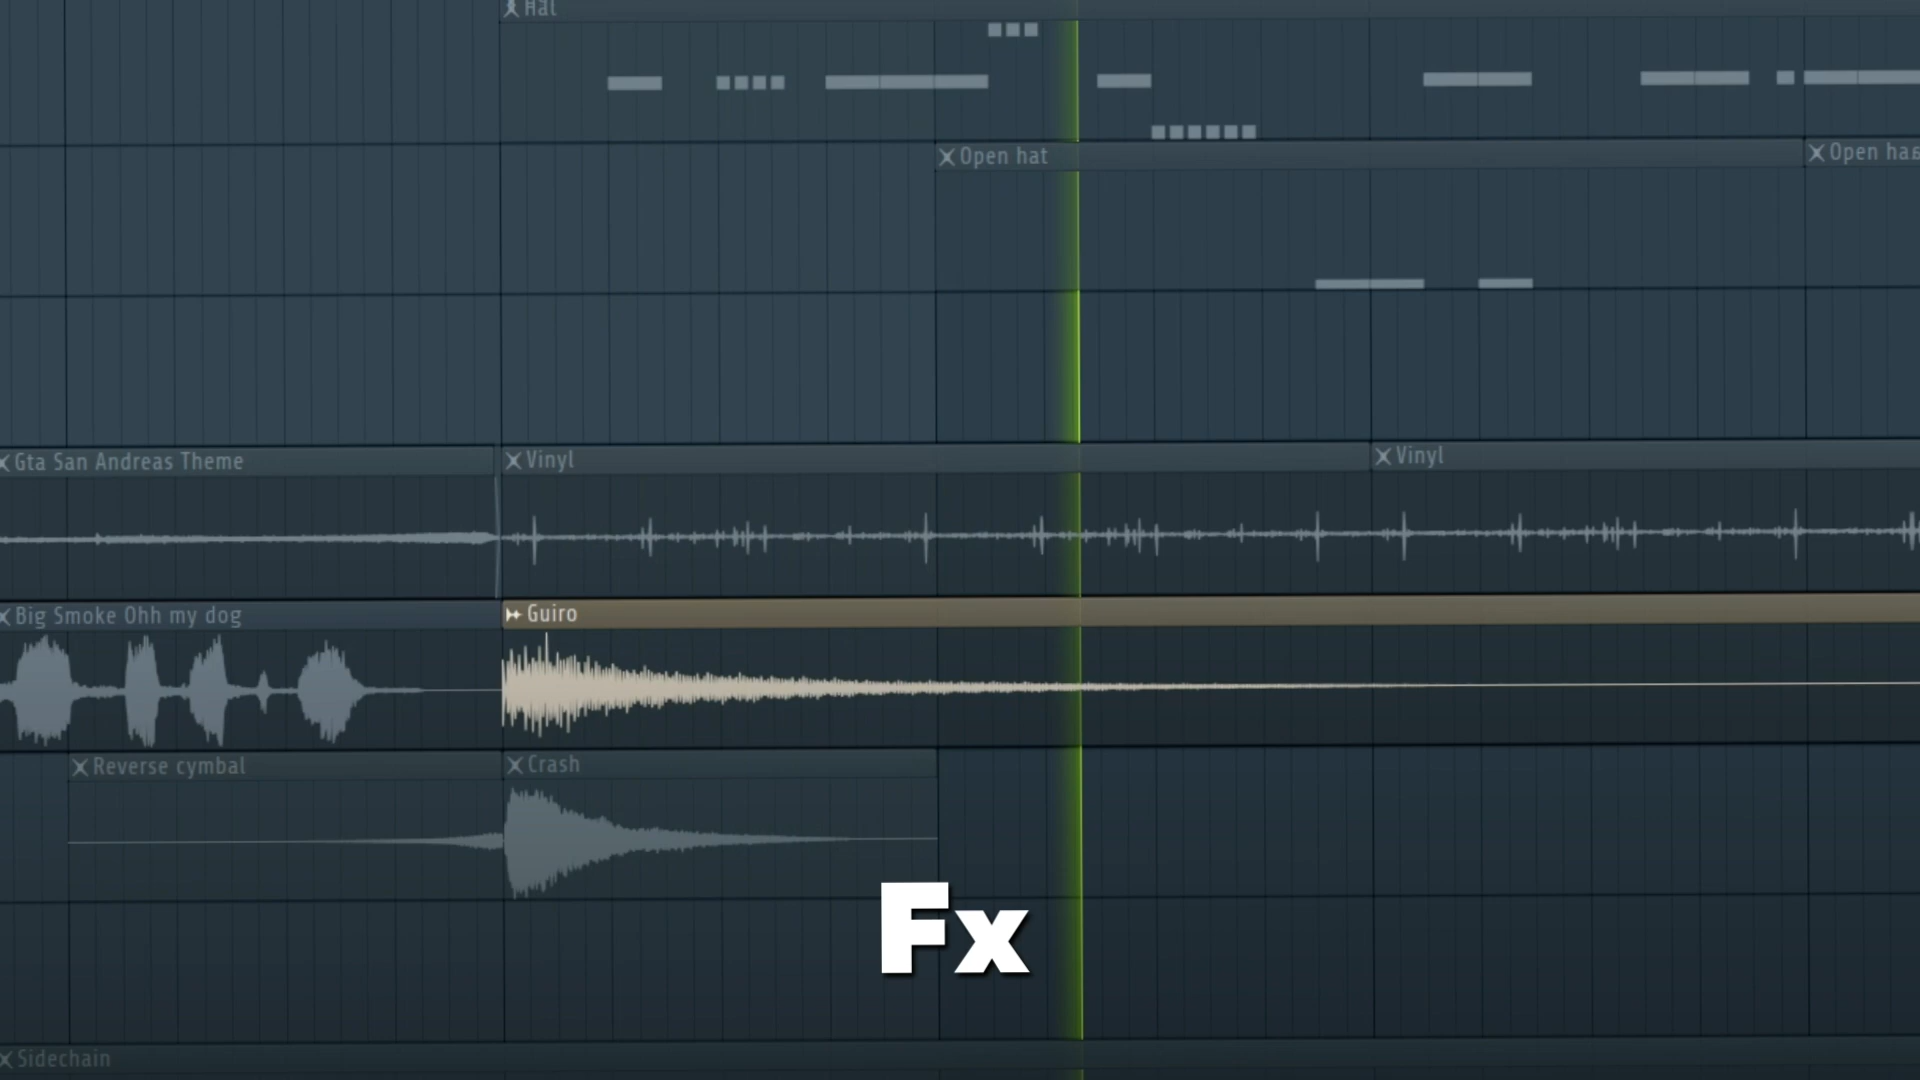 Hat
Open hat
Open ha
Gta San Andreas Theme
Vinyl
Vinyl
Big Smoke Ohh my dog
Guiro
Reverse cymbal
Crash
Fx
Sidechain